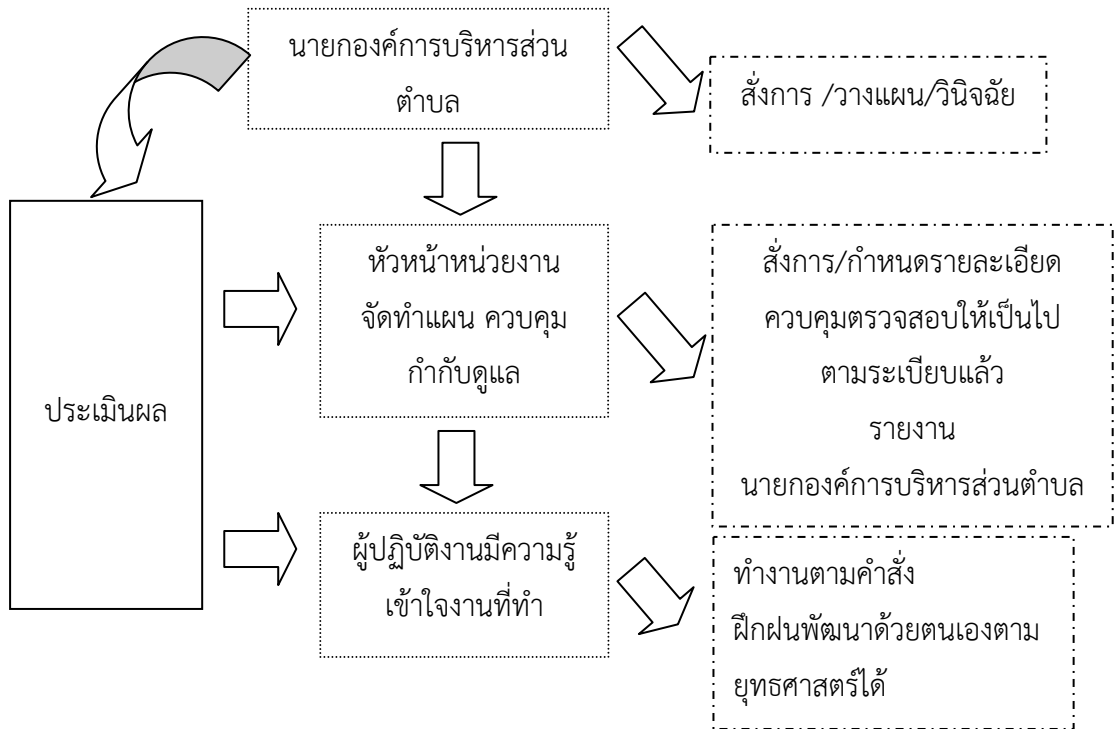 นายกองค์การบริหารส่วน
ตำบล
สั่งการ /วางแผน/วินิจฉัย
หัวหน้าหน่วยงาน
จัดทำแผน ควบคุม
กำกับดูแล
สั่งการ/กำหนดรายละเอียด
ควบคุมตรวจสอบให้เป็นไป
ตามระเบียบแล้ว
รายงาน
นายกองค์การบริหารส่วนตำบล
ประเมินผล
ผู้ปฏิบัติงานมีความรู้
เข้าใจงานที่ทำ
ทำงานตามคำสั่ง
ฝึกฝนพัฒนาด้วยตนเองตาม
ยุทธศาสตร์ได้